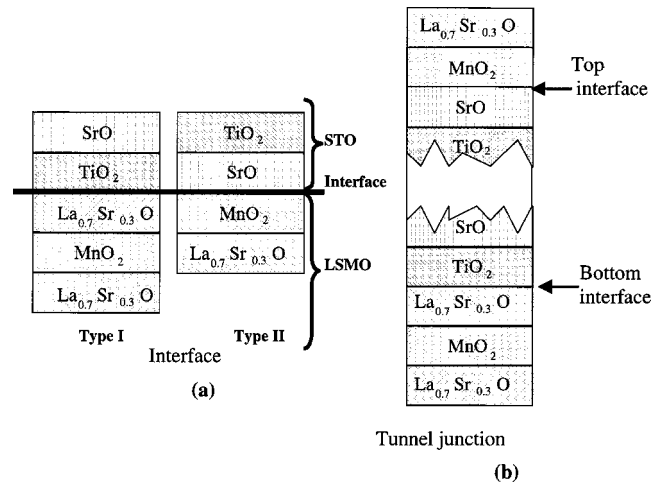 SrO
TiO₂
La₀.₇Sr₀.₃O
MnO₂
La₀.₇Sr₀.₃O
Type I
TiO₂
SrO
MnO₂
La₀.₇Sr₀.₃O
Type II
STO
Interface
LSMO
Interface
(a)
La₀.₇Sr₀.₃O
MnO₂
SrO
TiO₂
SrO
TiO₂
La₀.₇Sr₀.₃O
MnO₂
La₀.₇Sr₀.₃O
Top
interface
Bottom
interface
Tunnel junction
(b)